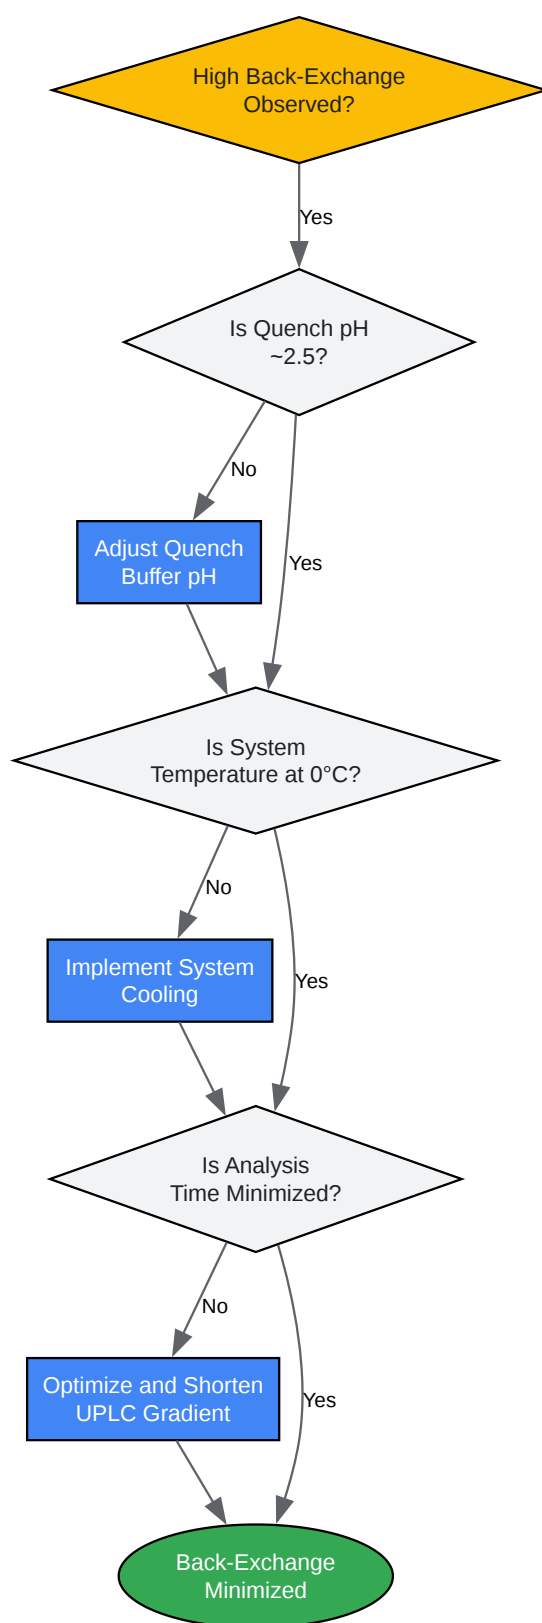 High Back-Exchange
Observed?
Yes
Is Quench pH
~2.5?
No
Adjust Quench
Buffer pH
Yes
Is System
Temperature at 0°C?
No
Implement System
Cooling
Yes
Is Analysis
Time Minimized?
No
Optimize and Shorten
UPLC Gradient
Yes
Back-Exchange
Minimized